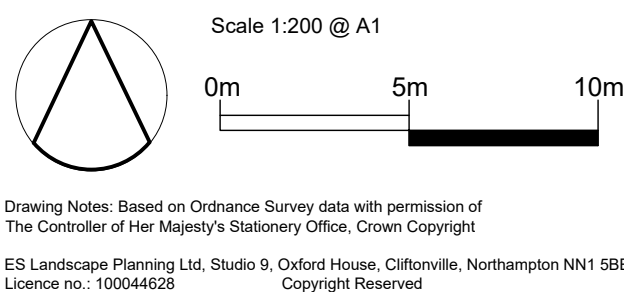 Scale 1:200 @ A1
0m 5m 10m
Drawing Notes: Based on Ordnance Survey data with permission of
The Controller of Her Majesty's Stationery Office, Crown Copyright
ES Landscape Planning Ltd, Studio 9, Oxford House, Cliftonville, Northampton NN1 5BE
Licence no.: 100044628 Copyright Reserved